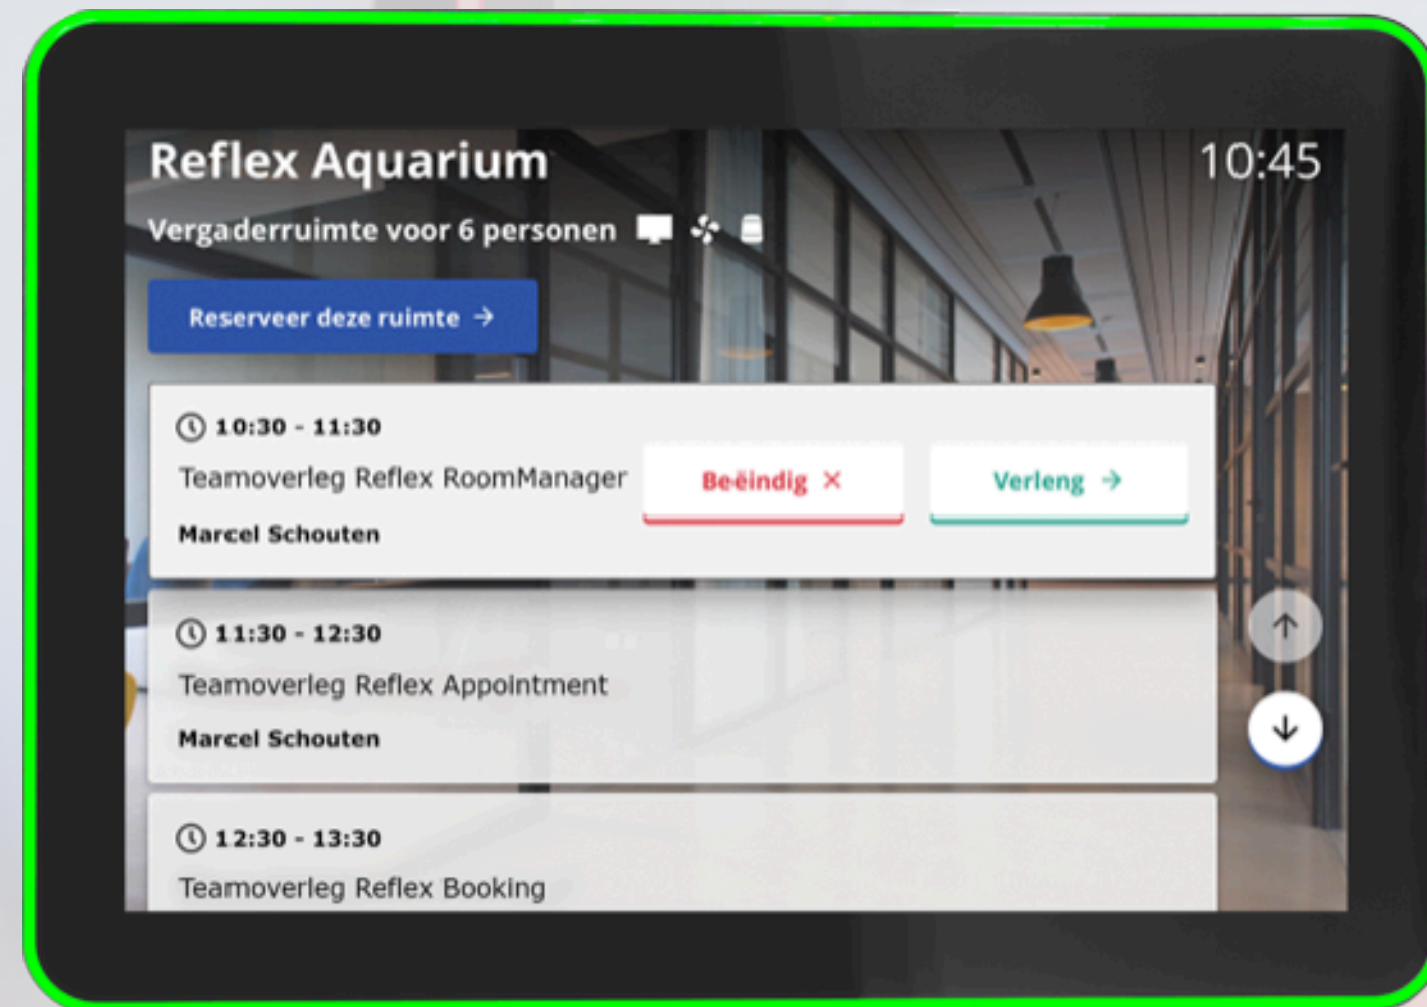 Reflex Aquarium
10:45
Vergaderruimte voor 6 personen
Reserveer deze ruimte →
10:30 - 11:30
Teamoverleg Reflex RoomManager
Beëindig ×
Verleng →
Marcel Schouten
11:30 - 12:30
Teamoverleg Reflex Appointment
Marcel Schouten
12:30 - 13:30
Teamoverleg Reflex Booking